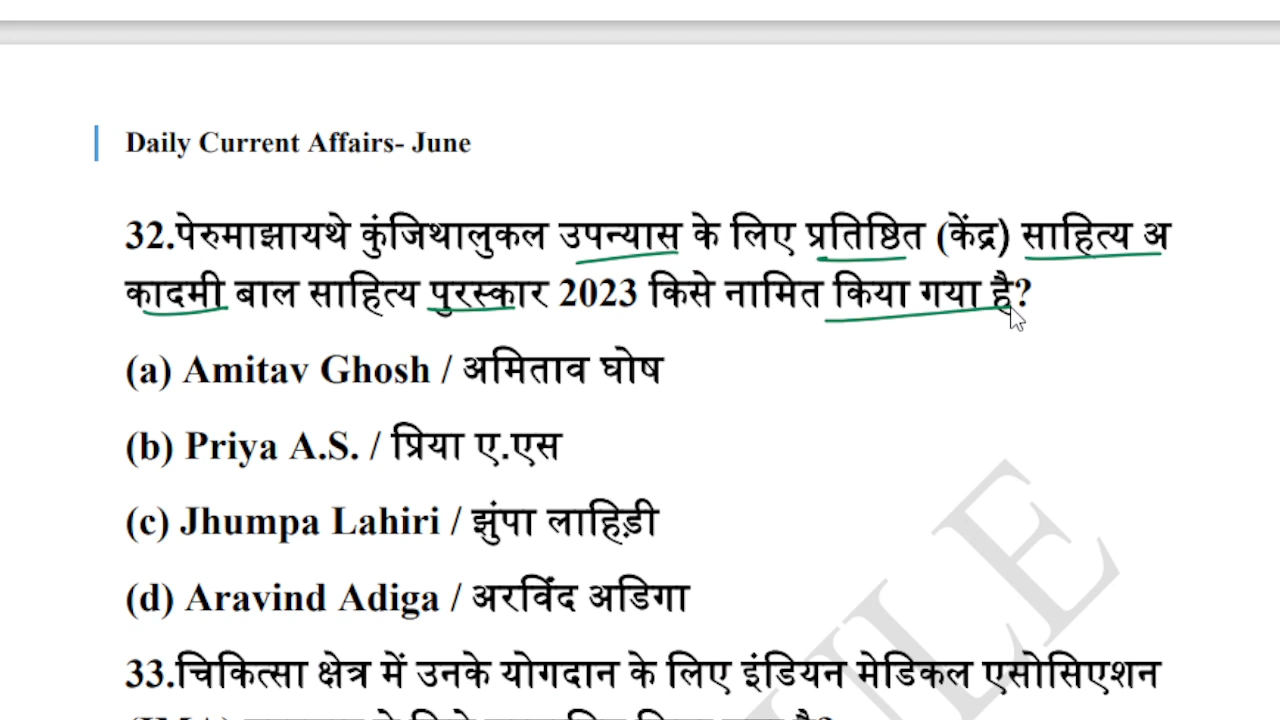 Daily Current Affairs- June
32.पेरुमाझायथे कुंजिथालुकल उपन्यास के लिए प्रतिष्ठित (केंद्र) साहित्य अ
कादमी बाल साहित्य पुरस्कार 2023 किसे नामित किया गया है?
(a) Amitav Ghosh / अमिताव घोष
(b) Priya A.S. / प्रिया ए.एस
(c) Jhumpa Lahiri / झुंपा लाहिड़ी
(d) Aravind Adiga / अरविंद अडिगा
33.चिकित्सा क्षेत्र में उनके योगदान के लिए इंडियन मेडिकल एसोसिएशन